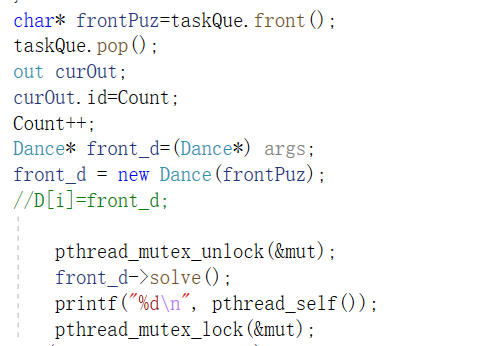 char* frontPuz=taskQue.front();
taskQue.pop();
out curOut;
curOut.id=Count;
Count++;
Dance* front_d=(Dance*) args;
front_d = new Dance(frontPuz);
//D[i]=front_d;
pthread_mutex_unlock(&mut);
front_d->solve();
printf("%d\n", pthread_self());
pthread_mutex_lock(&mut);